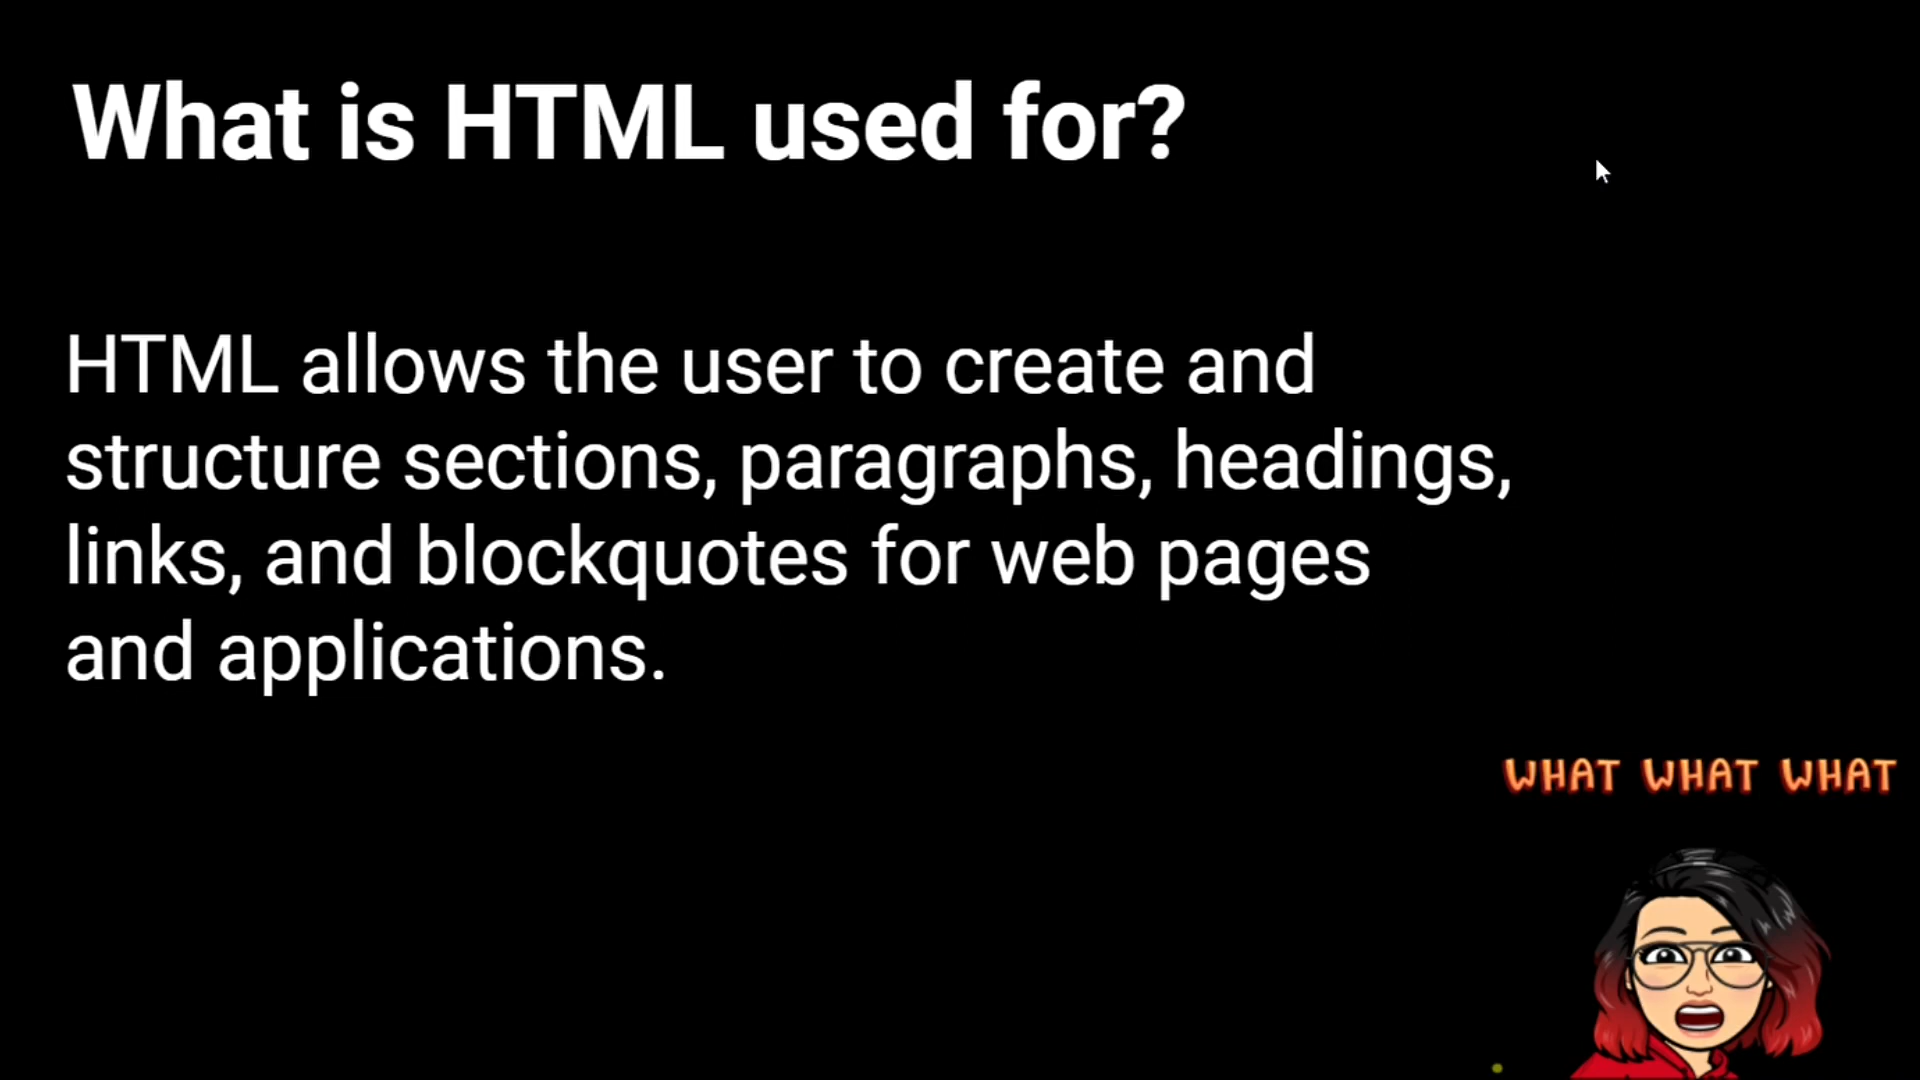 What is HTML used for?
HTML allows the user to create and
structure sections, paragraphs, headings,
links, and blockquotes for web pages
and applications.
WHAT WHAT WHAT